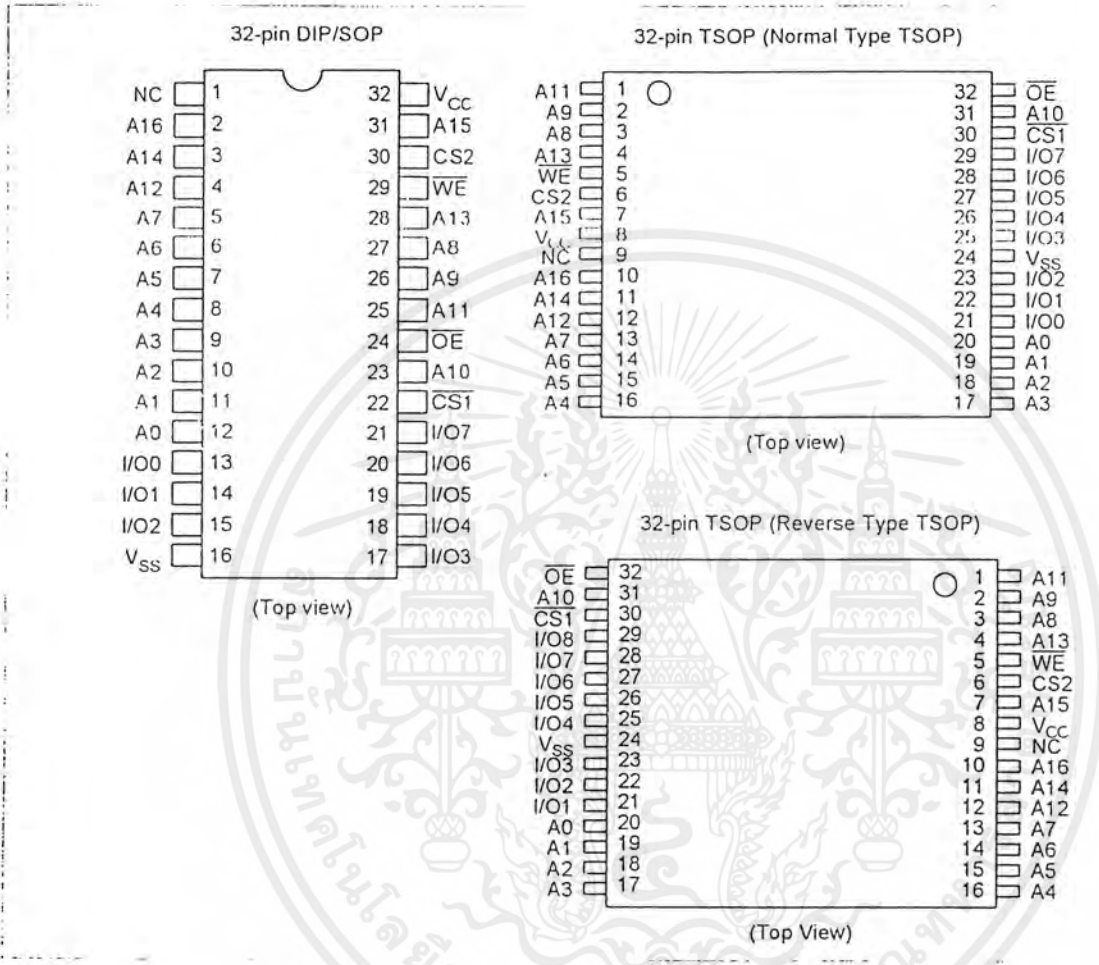 32-pin DIP/SOP
NC 1 32 VCC
A16 2 31 A15
A14 3 30 CS2
A12 4 29 W̅E̅
A7 5 28 A13
A6 6 27 A8
A5 7 26 A9
A4 8 25 A11
A3 9 24 O̅E̅
A2 10 23 A10
A1 11 22 C̅S̅1̅
A0 12 21 I/O7
I/O0 13 20 I/O6
I/O1 14 19 I/O5
I/O2 15 18 I/O4
VSS 16 17 I/O3
(Top view)
32-pin TSOP (Normal Type TSOP)
A11 1 32 O̅E̅
A9 2 31 A10
A8 3 30 C̅S̅1̅
A13 4 29 I/O7
W̅E̅ 5 28 I/O6
CS2 6 27 I/O5
A15 7 26 I/O4
VCC 8 25 I/O3
NC 9 24 VSS
A16 10 23 I/O2
A14 11 22 I/O1
A12 12 21 I/O0
A7 13 20 A0
A6 14 19 A1
A5 15 18 A2
A4 16 17 A3
(Top view)
32-pin TSOP (Reverse Type TSOP)
O̅E̅ 32 1 A11
A10 31 2 A9
C̅S̅1̅ 30 3 A8
I/O8 29 4 A13
I/O7 28 5 W̅E̅
I/O6 27 6 CS2
I/O5 26 7 A15
I/O4 25 8 VCC
VSS 24 9 NC
I/O3 23 10 A16
I/O2 22 11 A14
I/O1 21 12 A12
A0 20 13 A7
A1 19 14 A6
A2 18 15 A5
A3 17 16 A4
(Top View)